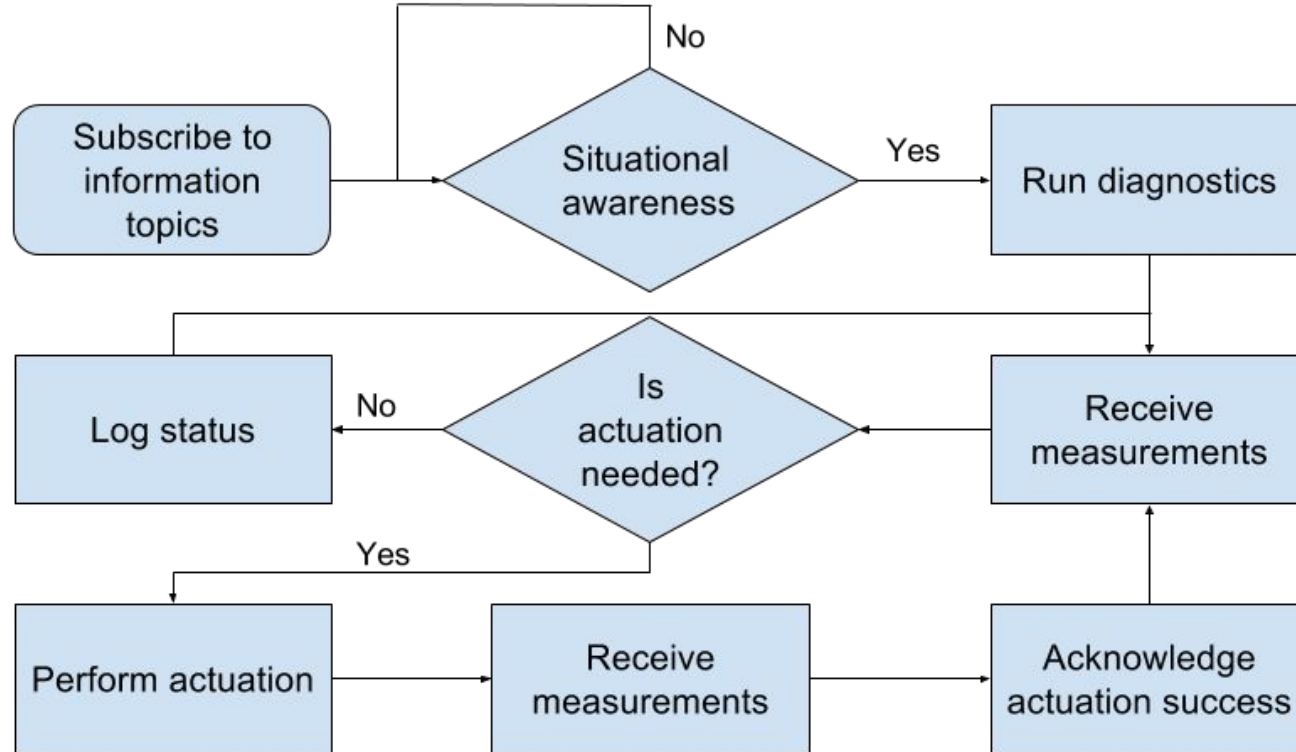 No
Subscribe to
information
topics
Situational
awareness
Yes
Run diagnostics
Log status
No
Is
actuation
needed?
Receive
measurements
Yes
Perform actuation
Receive
measurements
Acknowledge
actuation success